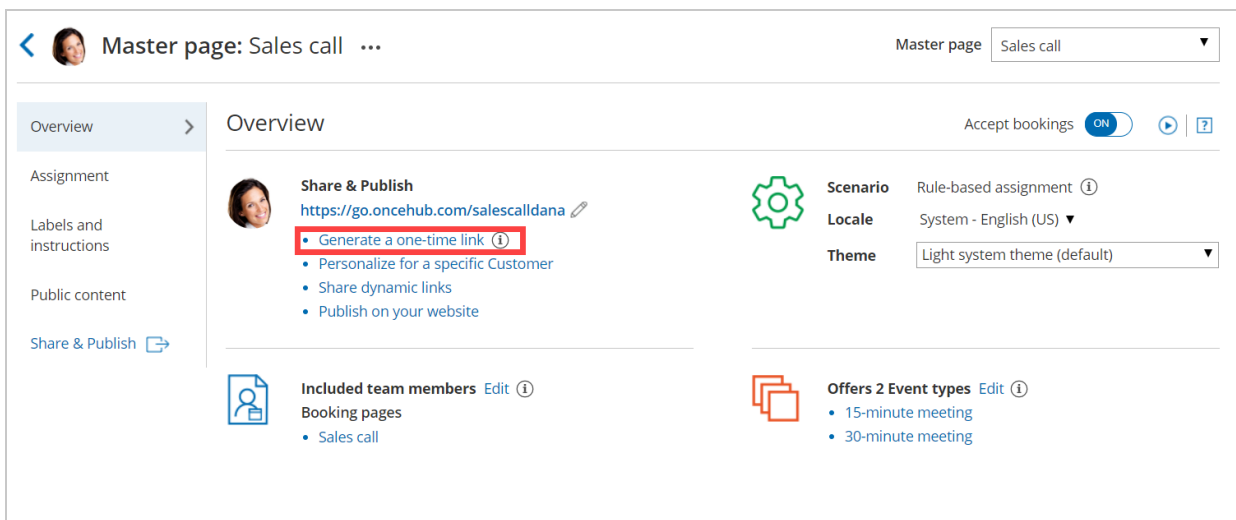 Master page: Sales call ...
Master page Sales call ▼
Overview
Assignment
Labels and
instructions
Public content
Share & Publish
Overview
Accept bookings ON
Share & Publish
https://go.oncehub.com/salescalldana
• Generate a one-time link
• Personalize for a specific Customer
• Share dynamic links
• Publish on your website
Scenario Rule-based assignment
Locale System - English (US) ▼
Theme Light system theme (default) ▼
Included team members Edit
Booking pages
• Sales call
Offers 2 Event types Edit
• 15-minute meeting
• 30-minute meeting